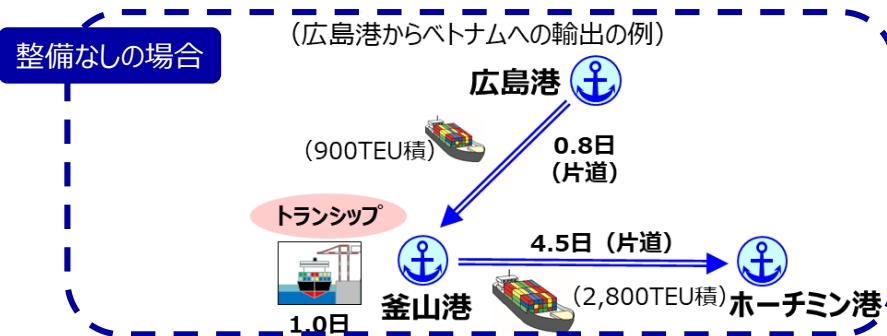 整備なしの場合
（広島港からベトナムへの輸出の例）
広島港
（900TEU積）
0.8日
（片道）
トランシップ
4.5日（片道）
釜山港
（2,800TEU積）
ホーチミン港
1.0日